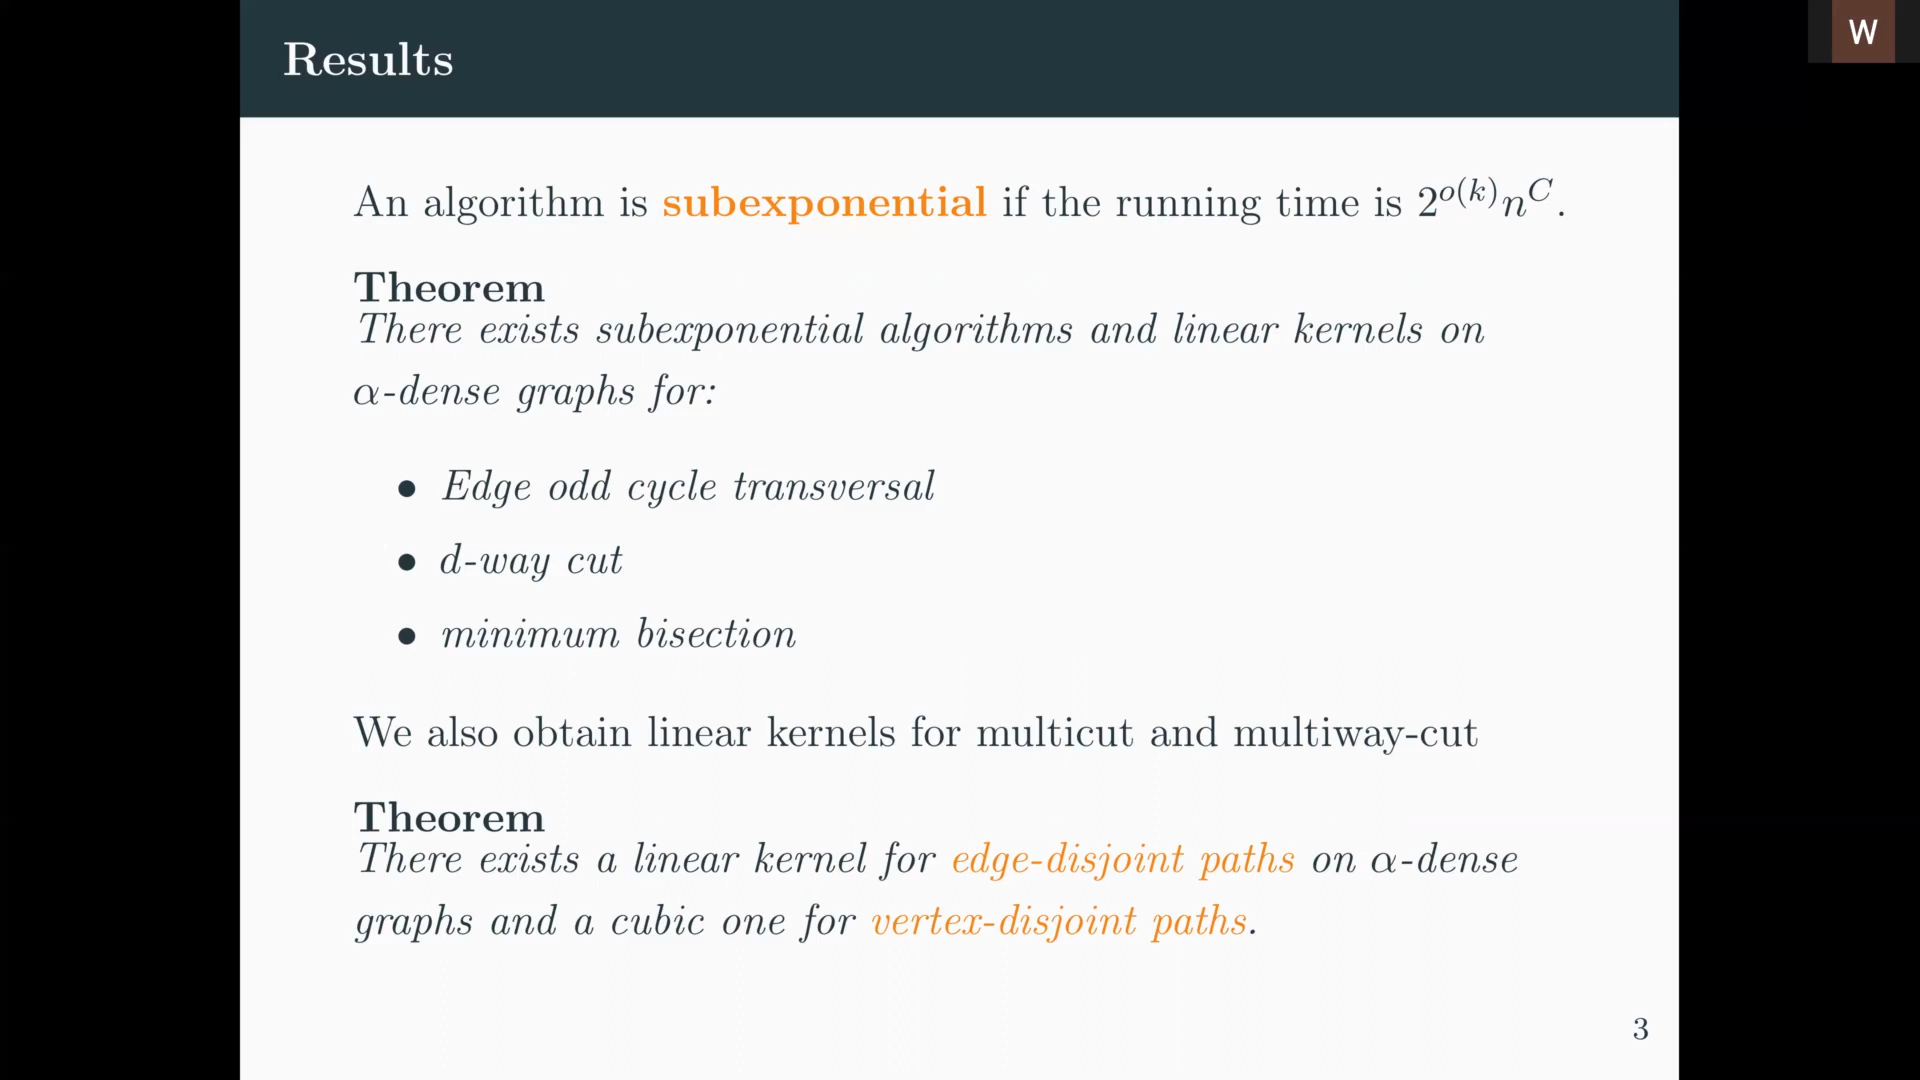 Results
W
An algorithm is subexponential if the running time is $2^{o(k)}n^C$.
Theorem
There exists subexponential algorithms and linear kernels on
α-dense graphs for:
• Edge odd cycle transversal
• d-way cut
• minimum bisection
We also obtain linear kernels for multicut and multiway-cut
Theorem
There exists a linear kernel for edge-disjoint paths on α-dense
graphs and a cubic one for vertex-disjoint paths.
3